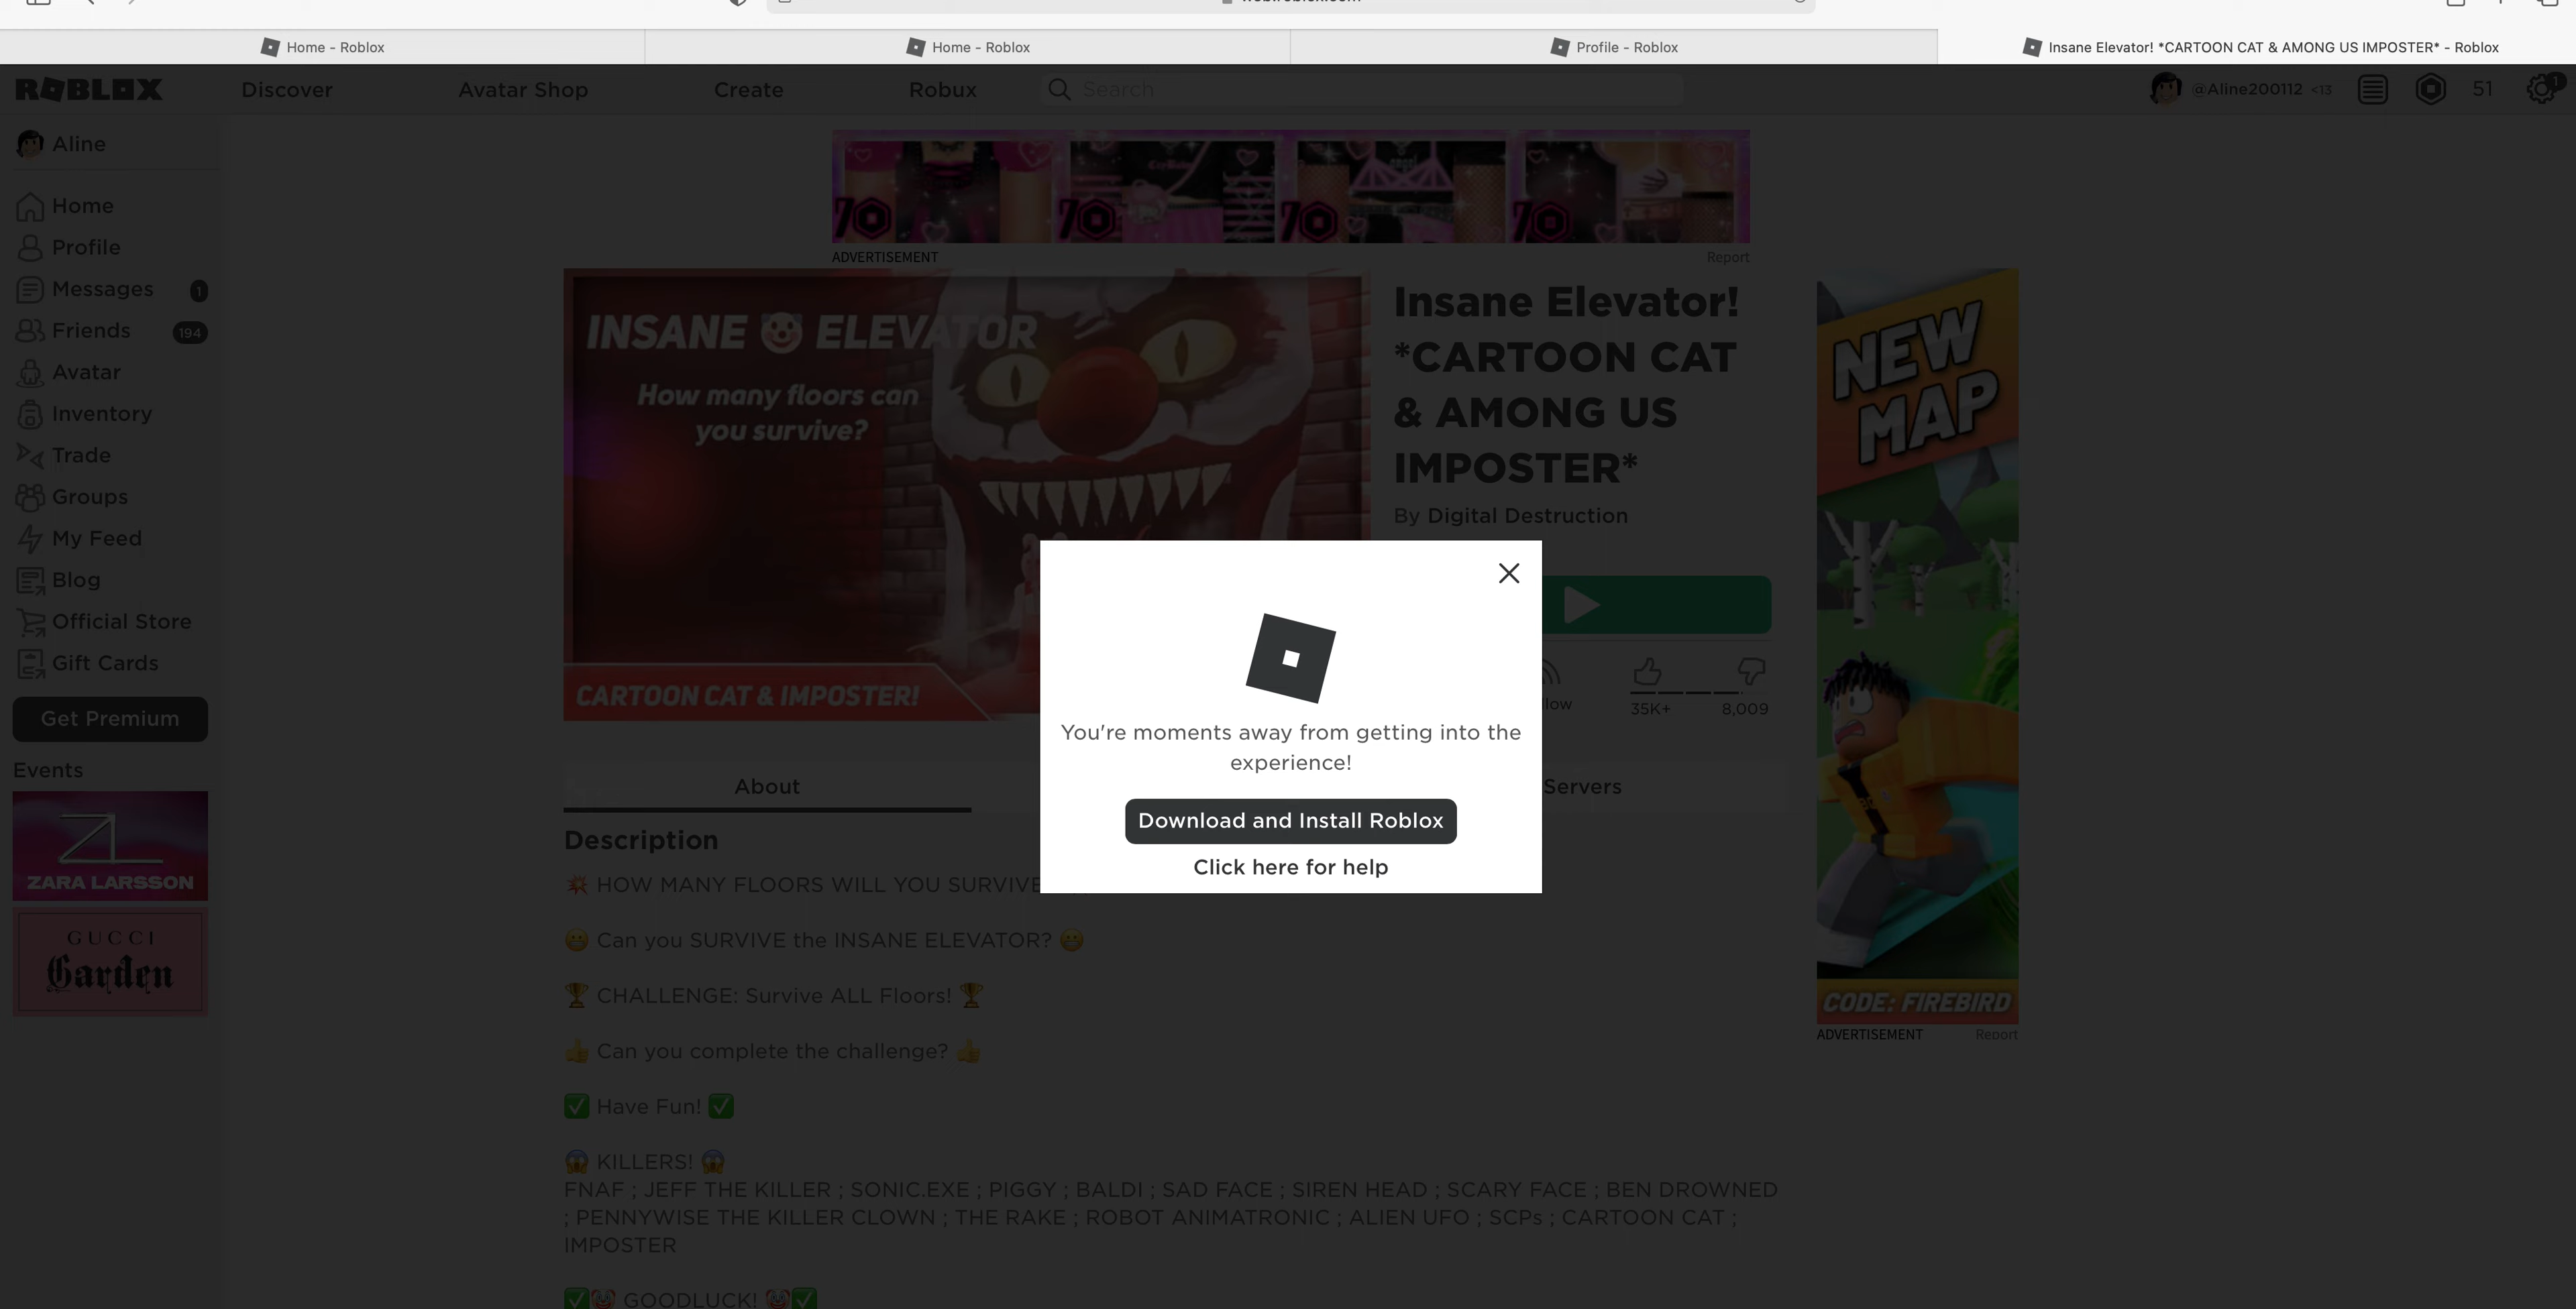 Home - Roblox
Home - Roblox
Profile - Roblox
Insane Elevator! *CARTOON CAT & AMONG US IMPOSTER* - Roblox
ROBLOX
Discover
Avatar Shop
Create
Robux
Search
@Aline200112 <13
51
1
Aline
Home
Profile
Messages 1
Friends 194
Avatar
Inventory
Trade
Groups
My Feed
Blog
Official Store
Gift Cards
Get Premium
Events
ZARA LARSSON
GUCCI
Garden
70
70
70
70
ADVERTISEMENT
Report
INSANE 🤡 ELEVATOR
How many floors can
you survive?
CARTOON CAT & IMPOSTER!
Insane Elevator!
*CARTOON CAT
& AMONG US
IMPOSTER*
By Digital Destruction
35K+
8,009
You're moments away from getting into the
experience!
Download and Install Roblox
Click here for help
About
Servers
Description
💥 HOW MANY FLOORS WILL YOU SURVIVE
😬 Can you SURVIVE the INSANE ELEVATOR? 😬
🏆 CHALLENGE: Survive ALL Floors! 🏆
👍 Can you complete the challenge? 👍
✅ Have Fun! ✅
😱 KILLERS! 😱
FNAF ; JEFF THE KILLER ; SONIC.EXE ; PIGGY ; BALDI ; SAD FACE ; SIREN HEAD ; SCARY FACE ; BEN DROWNED
; PENNYWISE THE KILLER CLOWN ; THE RAKE ; ROBOT ANIMATRONIC ; ALIEN UFO ; SCPs ; CARTOON CAT ;
IMPOSTER
✅🤡 GOODLUCK! 🤡✅
NEW
MAP
CODE: FIREBIRD
ADVERTISEMENT
Report